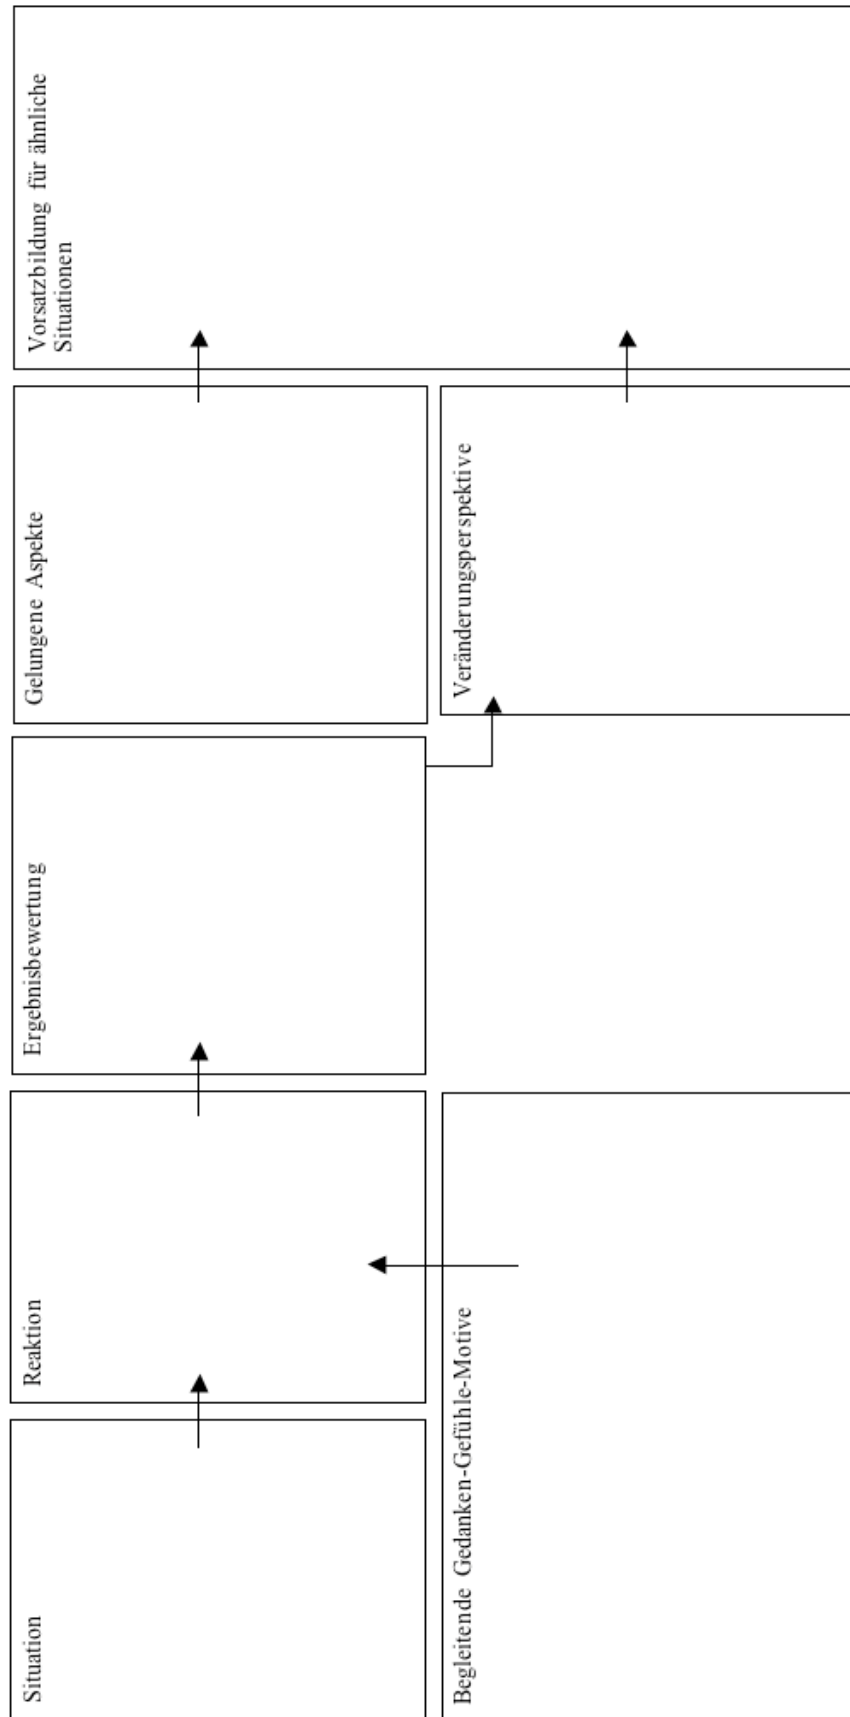 Situation
Reaktion
Ergebnisbewertung
Gelungene Aspekte
Vorsatzbildung für ähnliche
Situationen
Begleitende Gedanken-Gefühle-Motive
Veränderungsperspektive